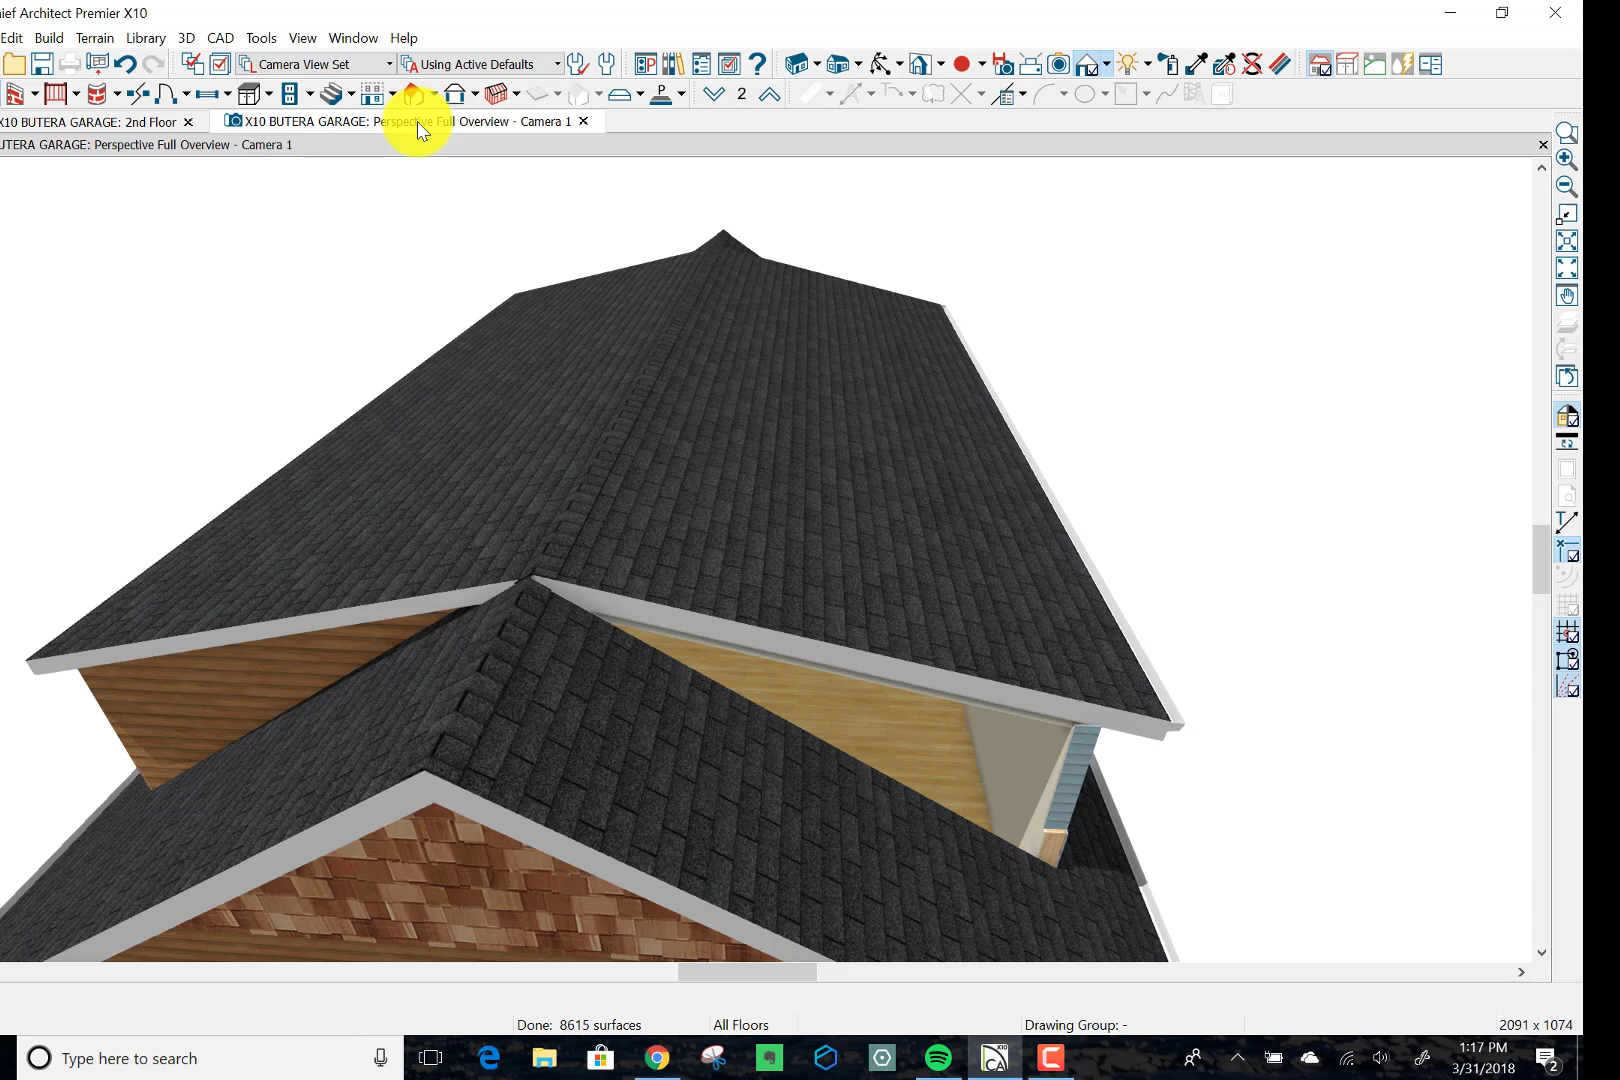 ief Architect Premier X10
Edit Build Terrain Library 3D CAD Tools View Window Help
Camera View Set Using Active Defaults
2
X10 BUTERA GARAGE: 2nd Floor X10 BUTERA GARAGE: Perspective Full Overview - Camera 1
UTERA GARAGE: Perspective Full Overview - Camera 1
Done: 8615 surfaces All Floors Drawing Group: - 2091 x 1074
Type here to search
1:17 PM
3/31/2018
2